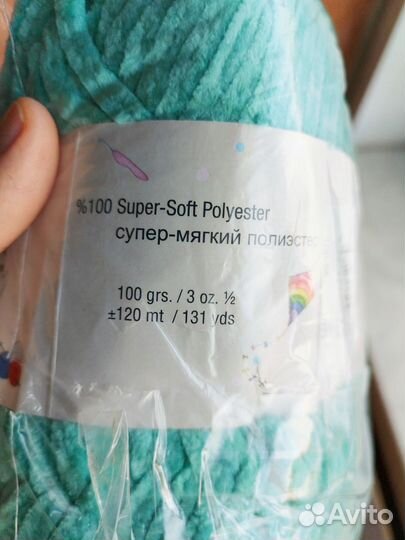 %100 Super-Soft Polyester
супер-мягкий
100 grs. / 3 oz. ½
±120 mt / 131 yds
Avito